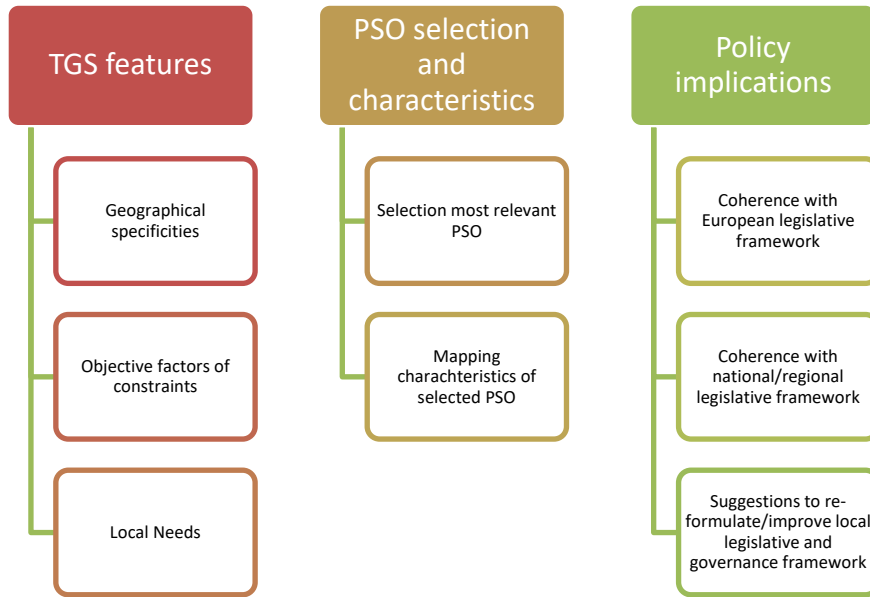 TGS features
Geographical
specificities
Objective factors of
constraints
Local Needs
PSO selection
and
characteristics
Selection most relevant
PSO
Mapping
charachteristics of
selected PSO
Policy
implications
Coherence with
European legislative
framework
Coherence with
national/regional
legislative framework
Suggestions to re-
formulate/improve local
legislative and
governance framework